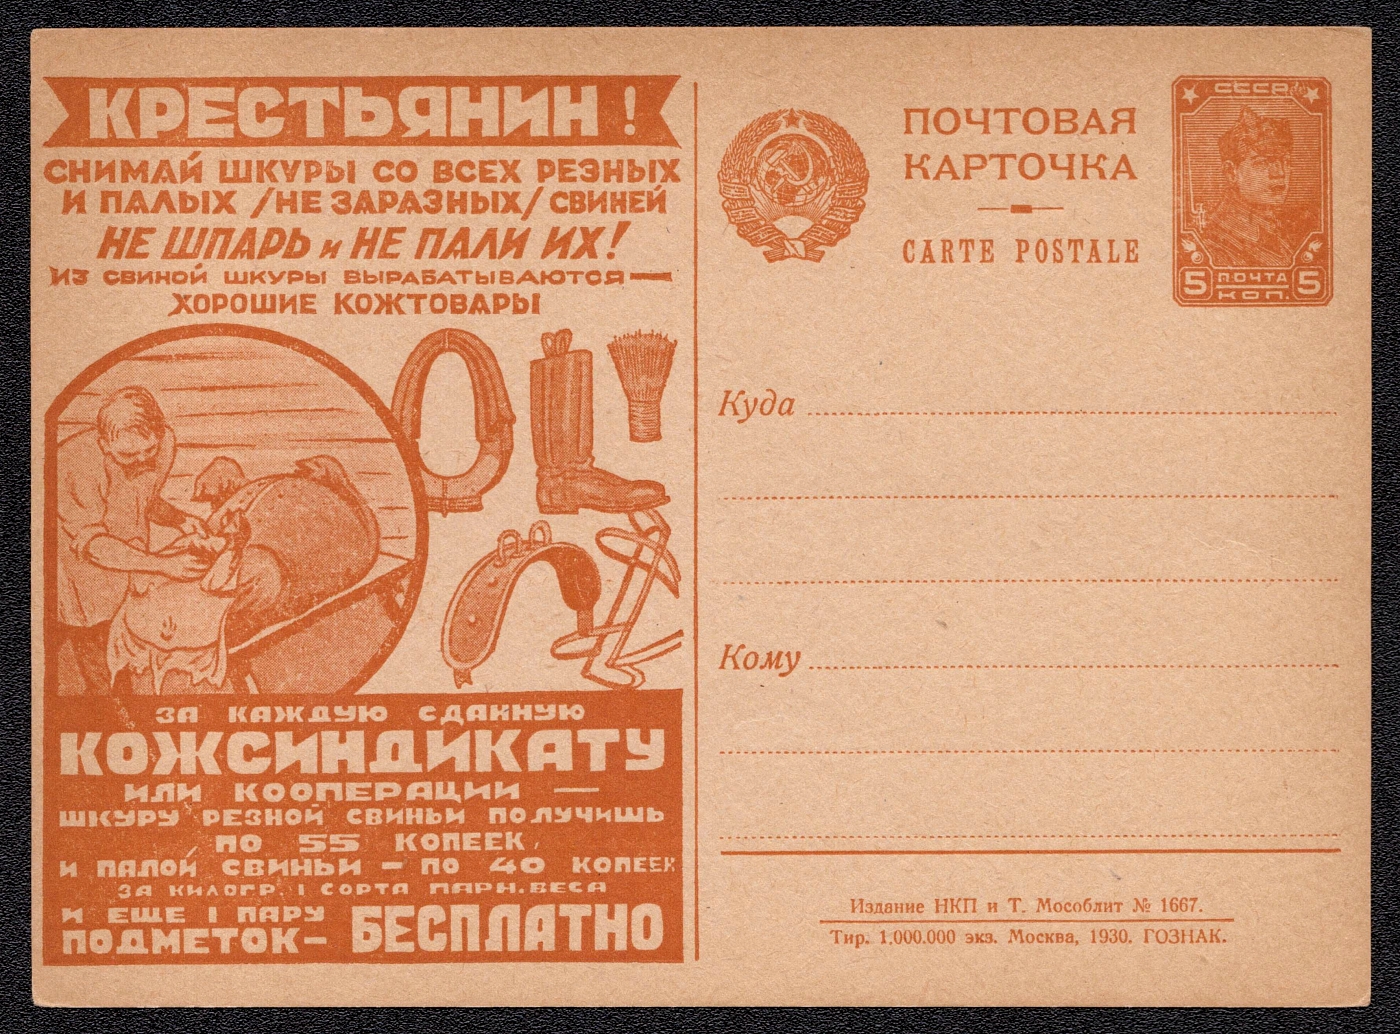 КРЕСТЬЯНИН!
СНИМАЙ ШКУРЫ СО ВСЕХ РЕЗНЫХ
И ПАЛЫХ /НЕ ЗАРАЗНЫХ/ СВИНЕЙ
НЕ ШПАРЬ и НЕ ПАЛИ ИХ!
ИЗ СВИНОЙ ШКУРЫ ВЫРАБАТЫВАЮТСЯ —
ХОРОШИЕ КОЖТОВАРЫ
ЗА КАЖДУЮ СДАННУЮ
КОЖСИНДИКАТУ
ИЛИ КООПЕРАЦИИ —
ШКУРУ РЕЗНОЙ СВИНЬИ ПОЛУЧИШЬ
ПО 55 КОПЕЕК,
И ПАЛОЙ СВИНЬИ – ПО 40 КОПЕЕК
ЗА КИЛОГР. 1 СОРТА ПАРН. ВЕСА
И ЕЩЕ 1 ПАРУ
ПОДМЕТОК – БЕСПЛАТНО
ПОЧТОВАЯ
КАРТОЧКА
CARTE POSTALE
СССР
5 ПОЧТА 5
КОП.
Куда
Кому
Издание НКП и Т. Мособлит № 1667.
Тир. 1.000.000 экз. Москва, 1930. ГОЗНАК.